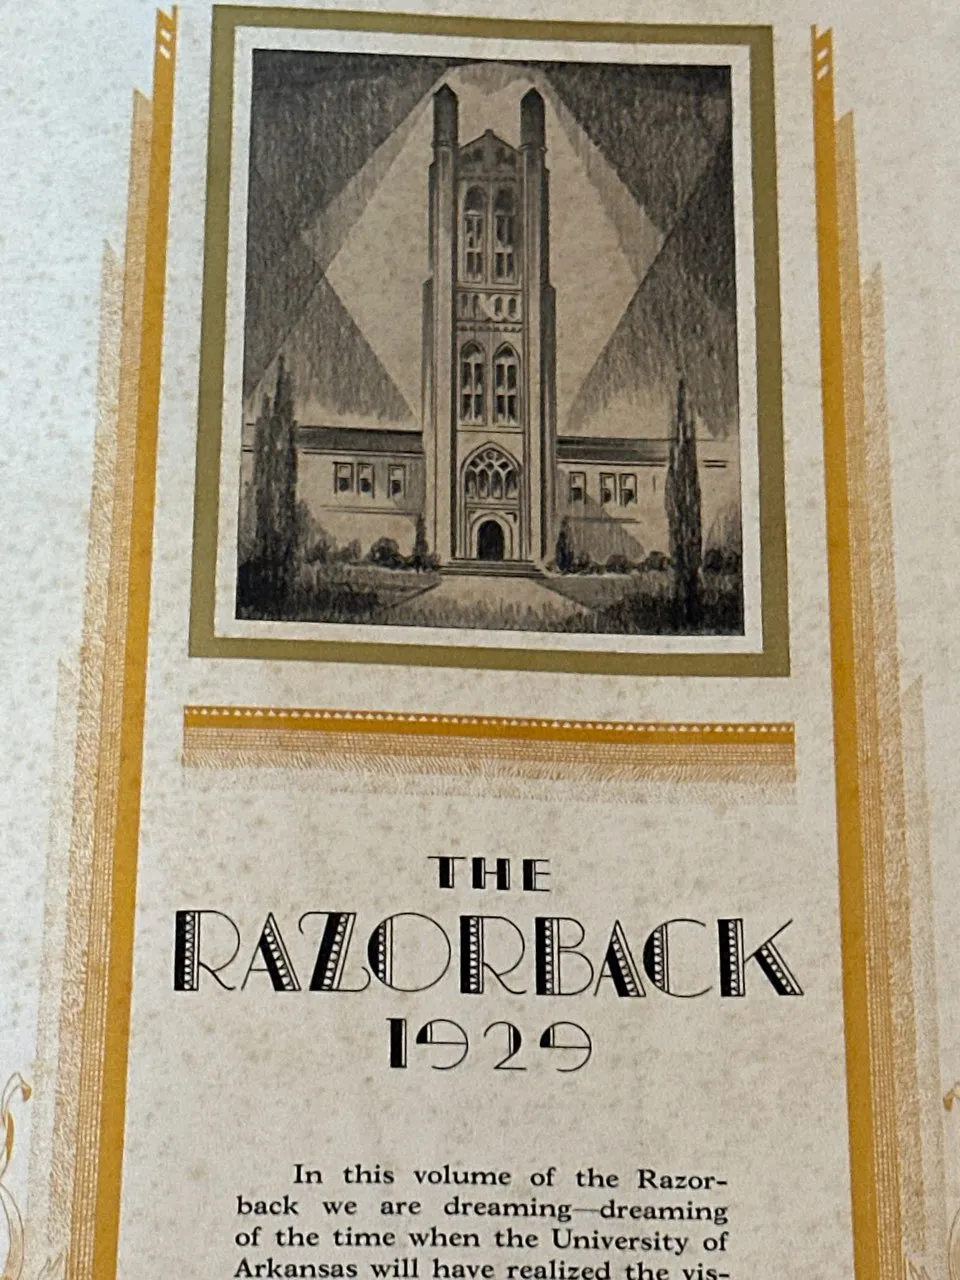 THE
RAZORBACK
1929
In this volume of the Razor-
back we are dreaming—dreaming
of the time when the University of
Arkansas will have realized the vis-